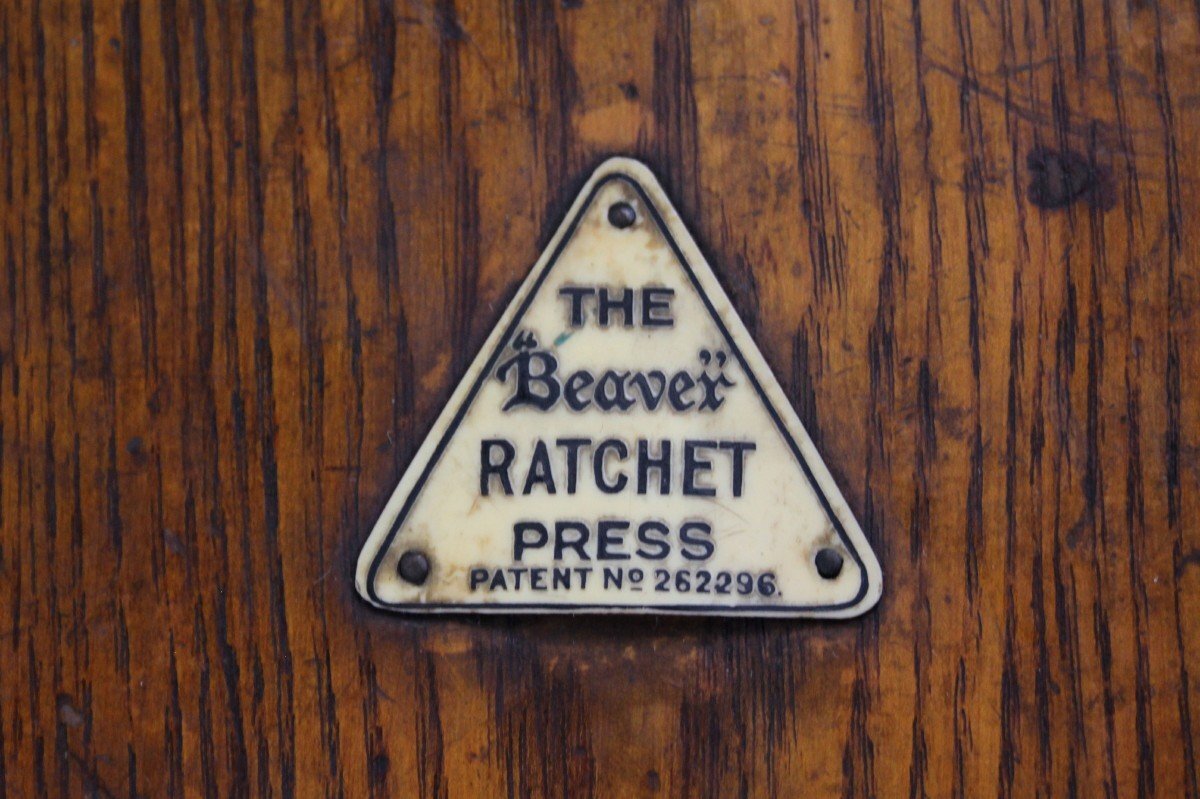 THE
"Beaver"
RATCHET
PRESS
PATENT Nº 262296.